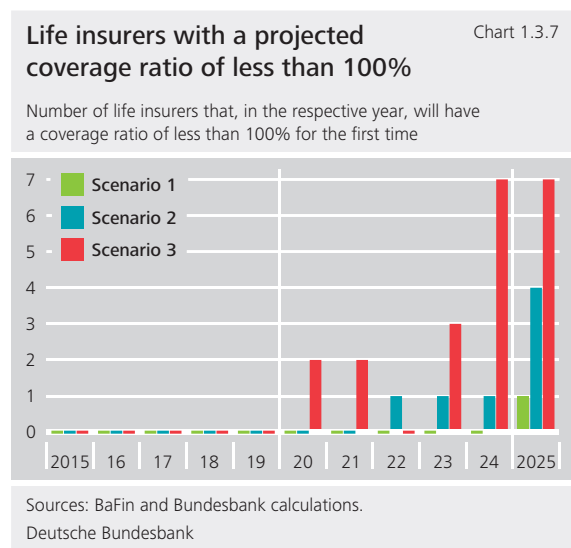 Life insurers with a projected
coverage ratio of less than 100%
Chart 1.3.7
Number of life insurers that, in the respective year, will have
a coverage ratio of less than 100% for the first time
7
6
5
4
3
2
1
0
Scenario 1
Scenario 2
Scenario 3
2015 16 17 18 19 20 21 22 23 24 2025
Sources: BaFin and Bundesbank calculations.
Deutsche Bundesbank